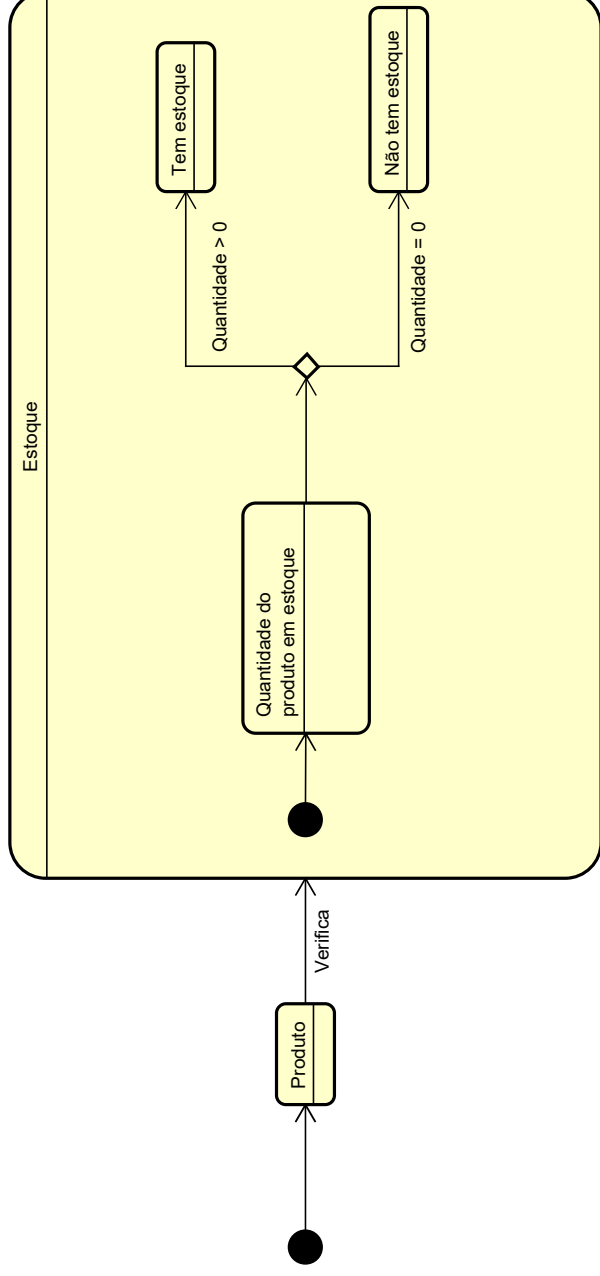 Estoque
Produto
Verifica
Quantidade do
produto em estoque
Quantidade > 0
Tem estoque
Quantidade = 0
Não tem estoque